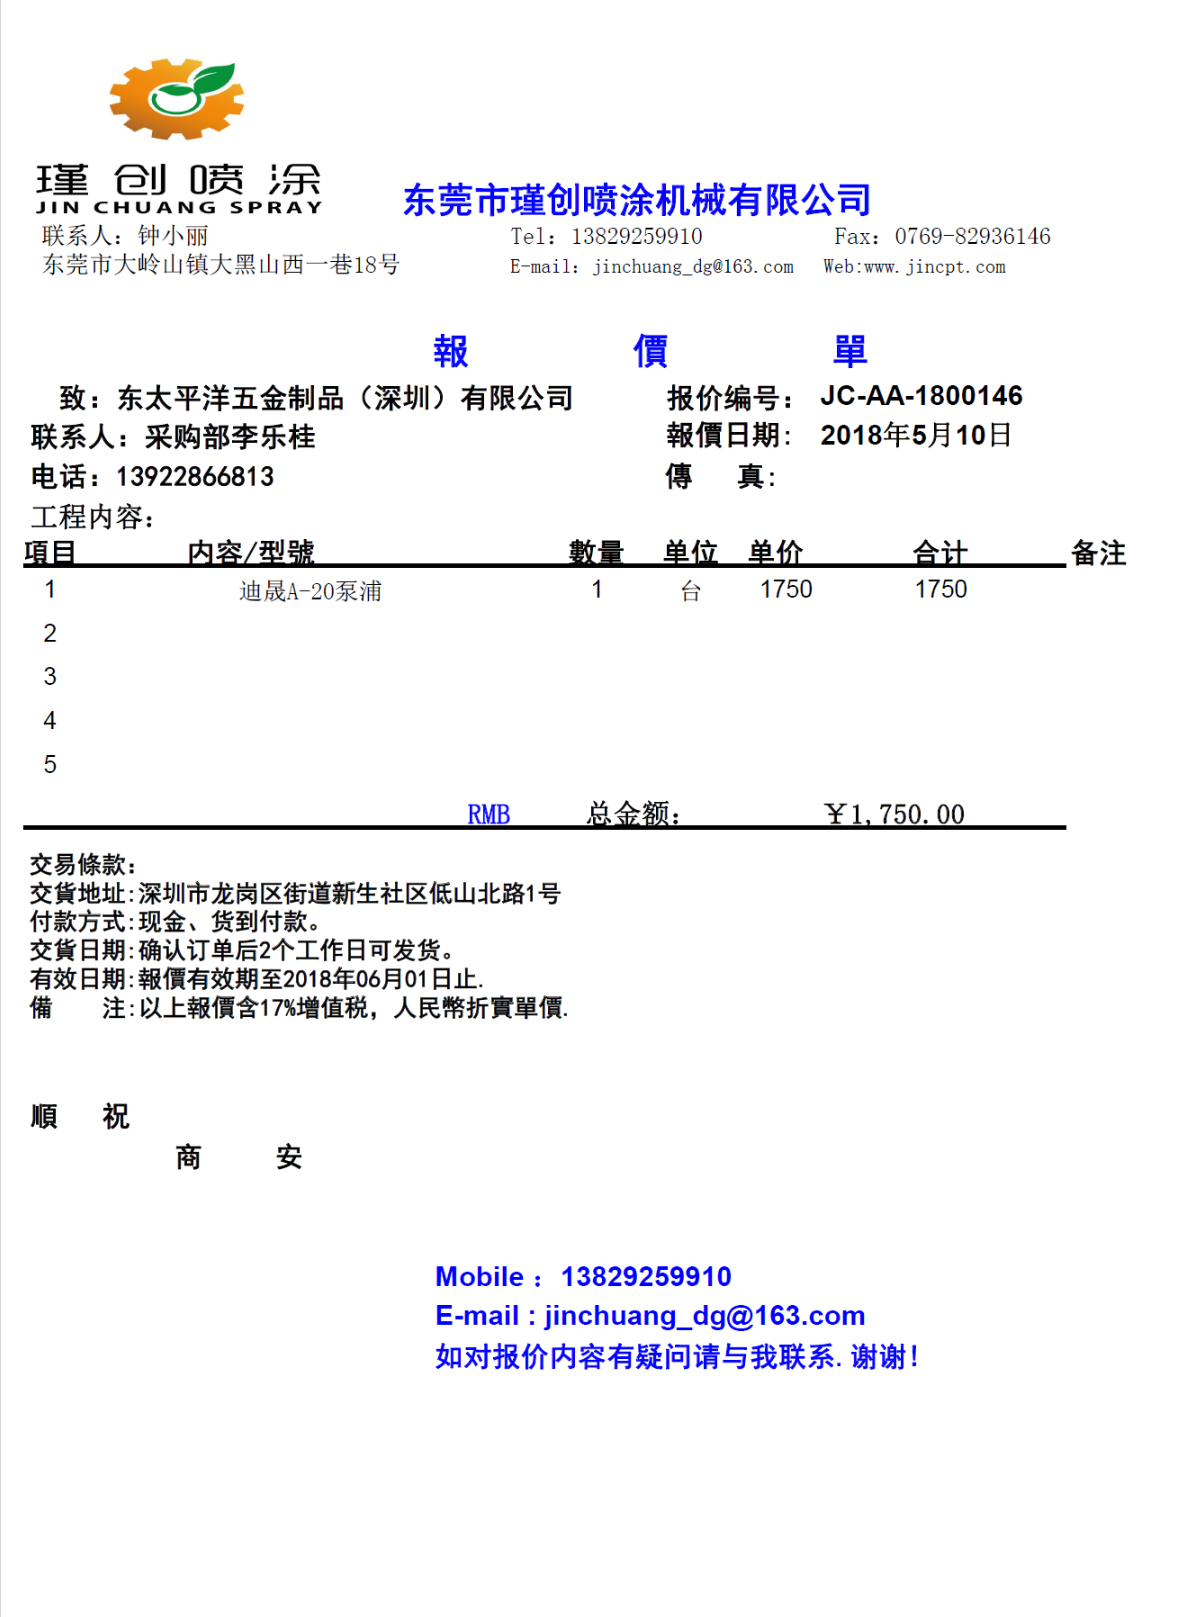 瑾创喷涂
JIN CHUANG SPRAY
东莞市瑾创喷涂机械有限公司
联系人：钟小丽 Tel：13829259910 Fax：0769-82936146
东莞市大岭山镇大黑山西一巷18号 E-mail：jinchuang_dg@163.com Web:www.jincpt.com
報 價 單
致：东太平洋五金制品（深圳）有限公司 报价编号： JC-AA-1800146
联系人：采购部李乐桂 報價日期： 2018年5月10日
电话：13922866813 傳 真：
工程内容：
項目 内容/型號 數量 单位 单价 合计 备注
1 迪晟A-20泵浦 1 台 1750 1750
2
3
4
5
RMB 总金额： ￥1,750.00
交易條款：
交貨地址:深圳市龙岗区街道新生社区低山北路1号
付款方式:现金、货到付款。
交貨日期:确认订单后2个工作日可发货。
有效日期:報價有效期至2018年06月01日止.
備 注:以上報價含17%增值税，人民幣折實單價.
順 祝
商 安
Mobile ：13829259910
E-mail : jinchuang_dg@163.com
如对报价内容有疑问请与我联系. 谢谢!